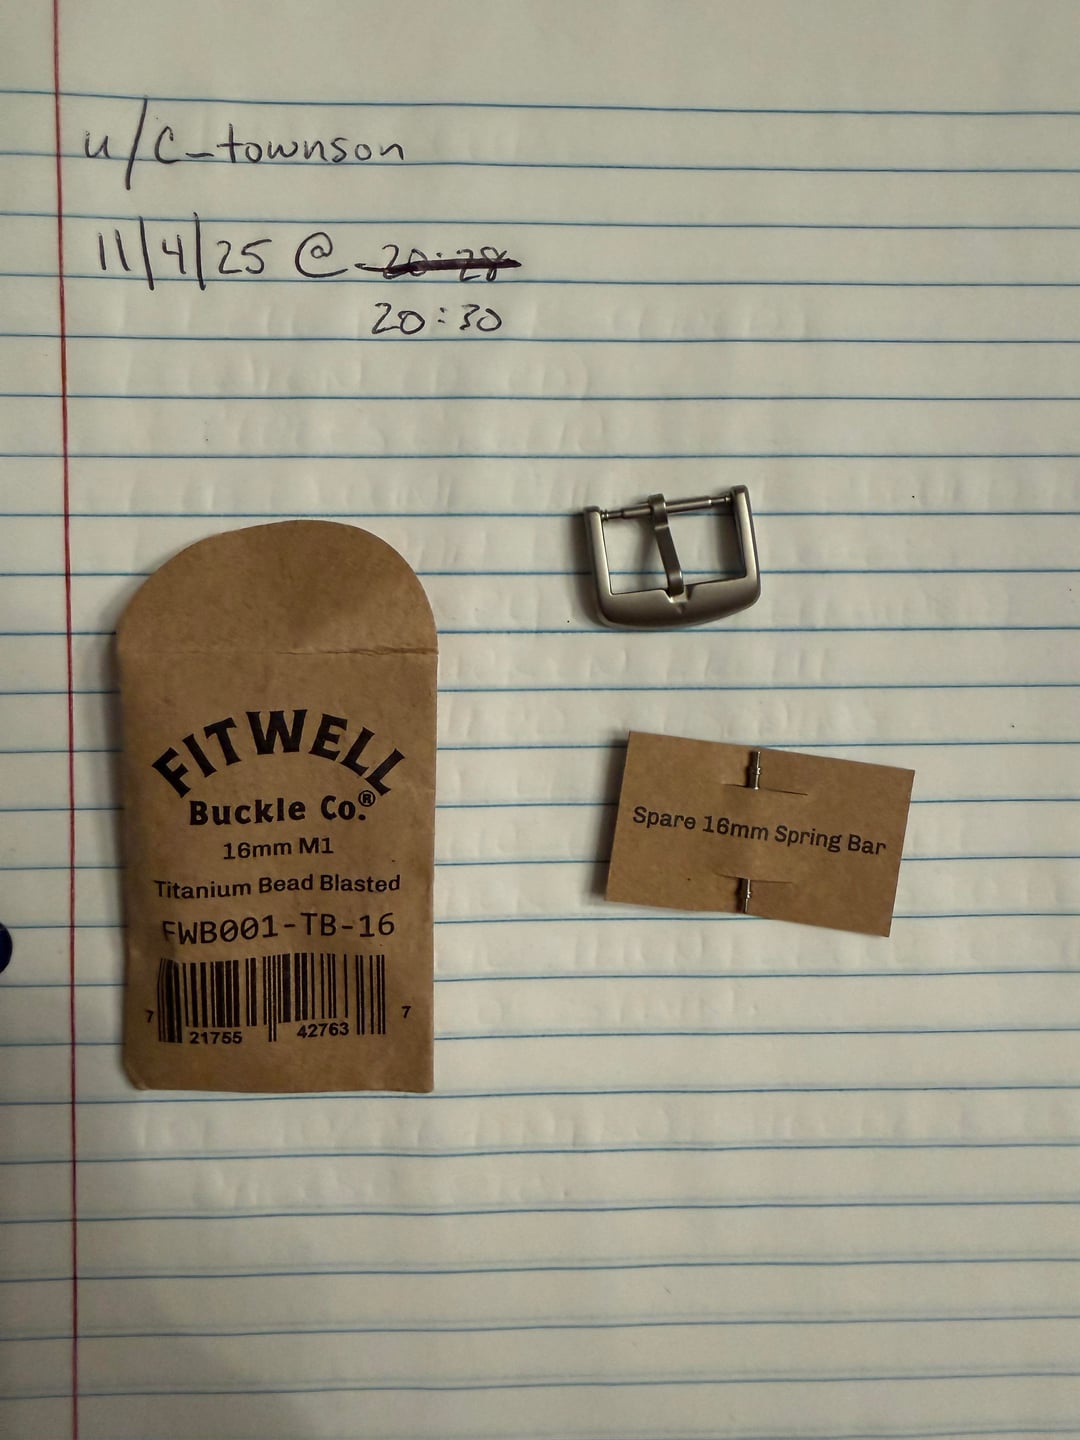 u/c_townson
11/4/25 @ 20:28
20:30
FITWELL
Buckle Co.®
16mm M1
Titanium Bead Blasted
FWB001-TB-16
7 21755 42763 7
Spare 16mm Spring Bar